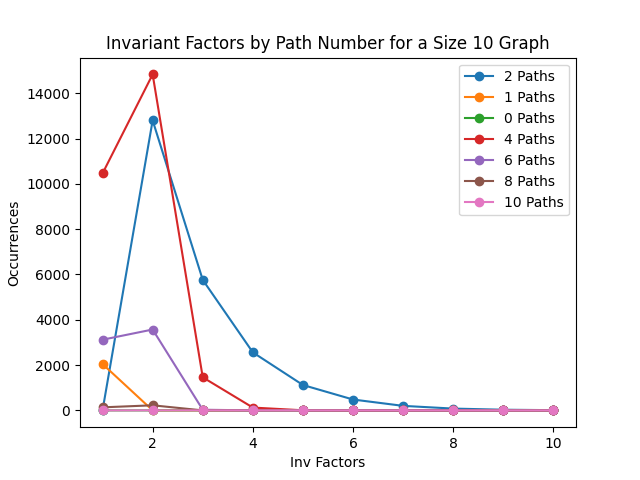 Invariant Factors by Path Number for a Size 10 Graph
14000
12000
10000
8000
6000
4000
2000
0
Occurrences
2 Paths
1 Paths
0 Paths
4 Paths
6 Paths
8 Paths
10 Paths
2 4 6 8 10
Inv Factors